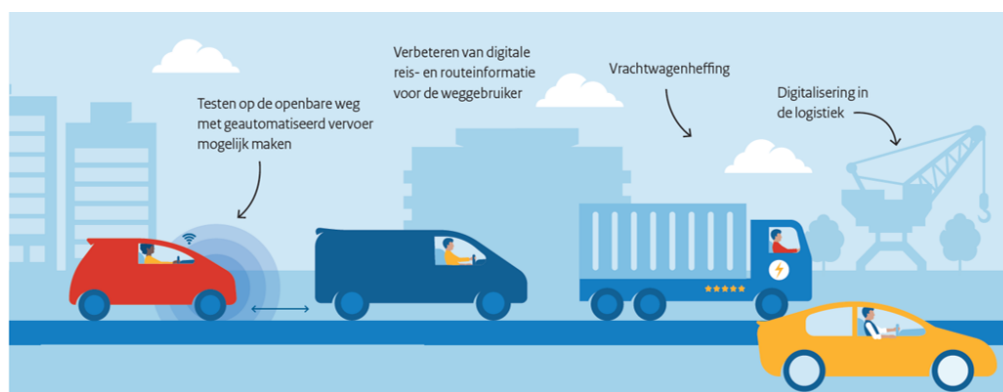 Testen op de openbare weg
met geautomatiseerd vervoer
mogelijk maken
Verbeteren van digitale
reis- en routeinformatie
voor de weggebruiker
Vrachtwagenheffing
Digitalisering in
de logistiek